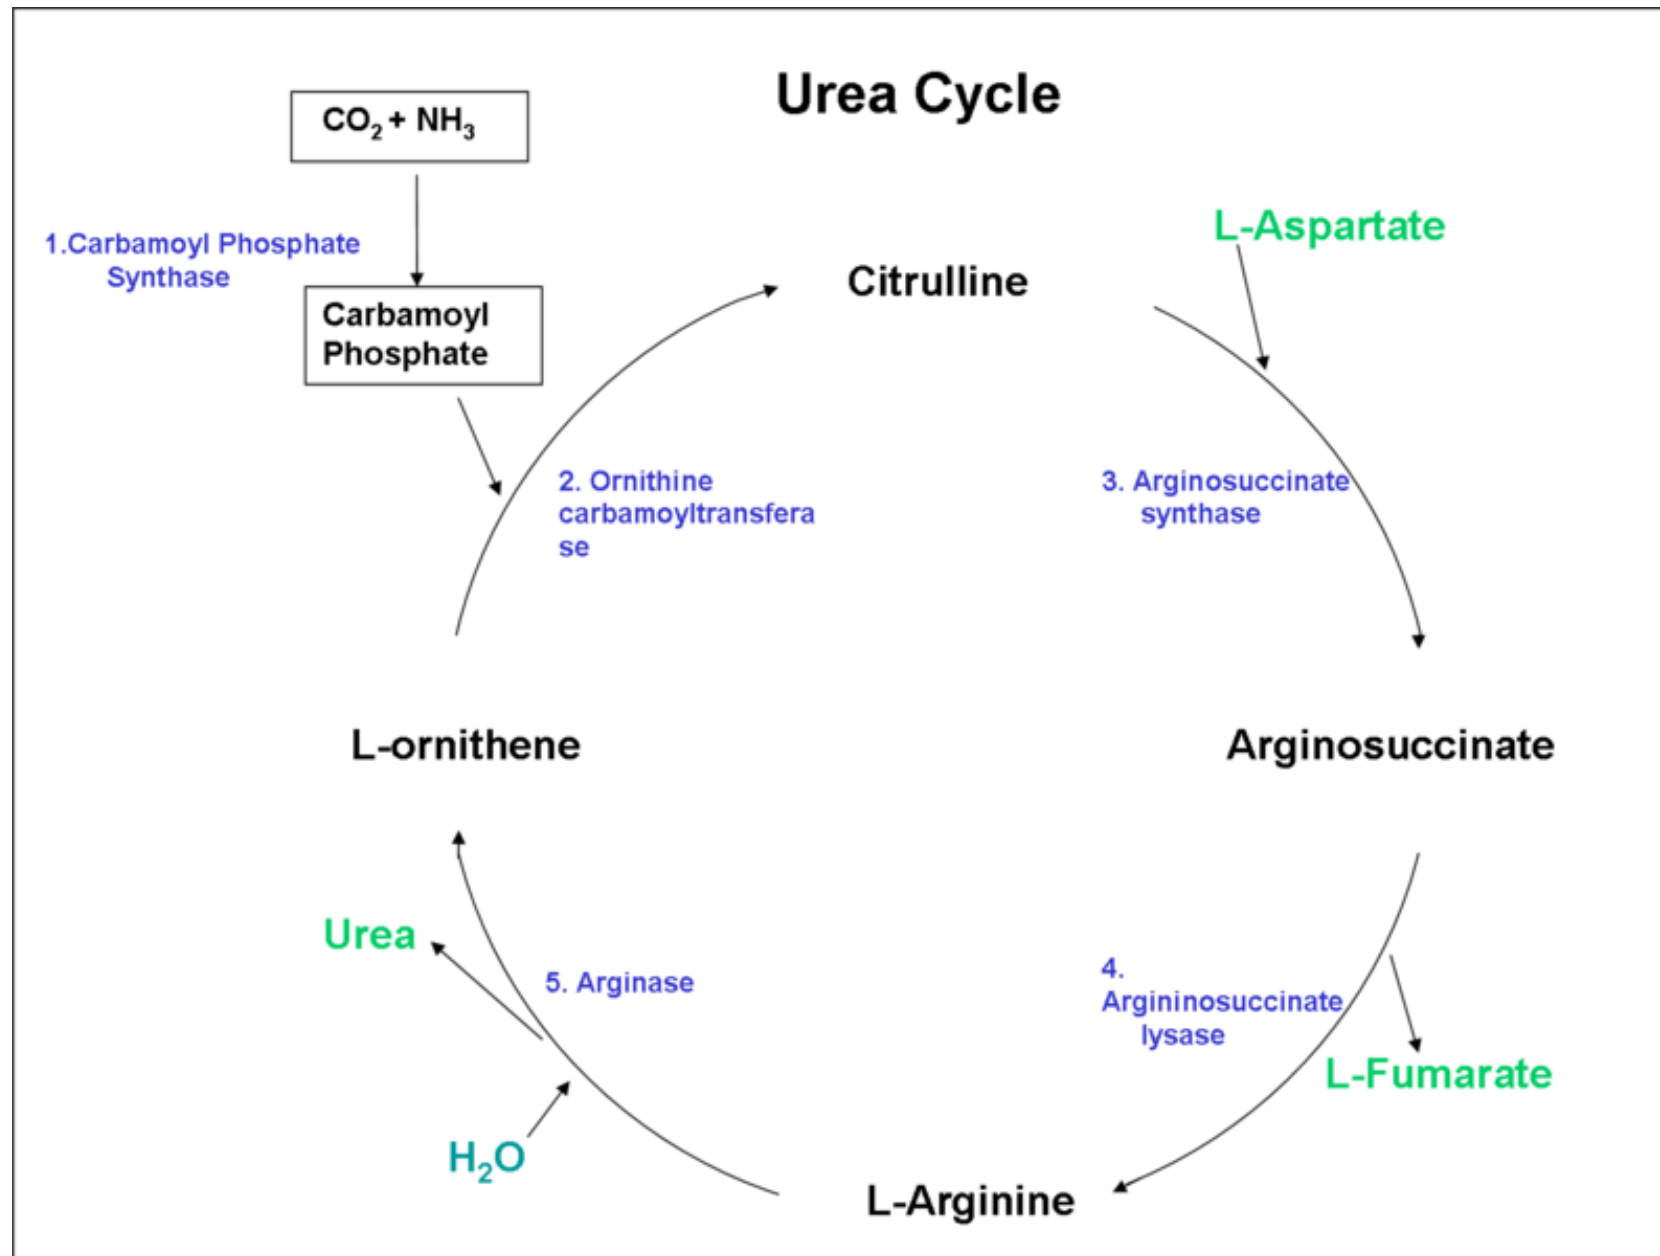 Urea Cycle
CO₂ + NH₃
1.Carbamoyl Phosphate
Synthase
Carbamoyl
Phosphate
L-Aspartate
Citrulline
2. Ornithine
carbamoyltransfera
se
3. Arginosuccinate
synthase
L-ornithene
Arginosuccinate
Urea
5. Arginase
4.
Argininosuccinate
lysase
L-Fumarate
H₂O
L-Arginine